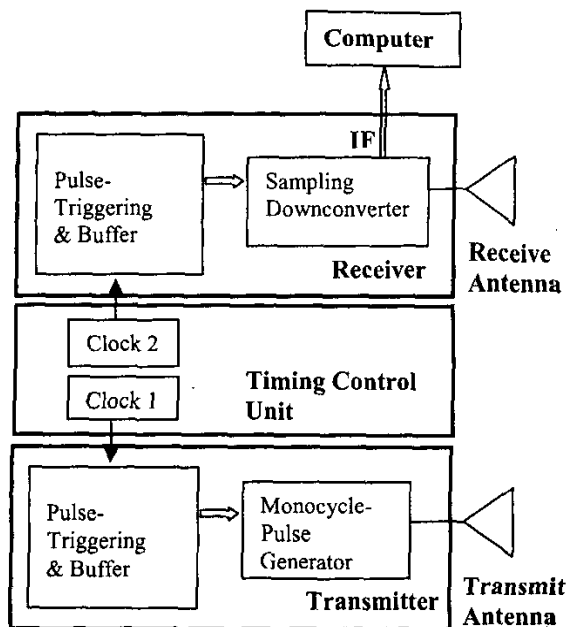 Computer
IF
Pulse-
Triggering
& Buffer
Sampling
Downconverter
Receiver
Receive
Antenna
Clock 2
Clock 1
Timing Control
Unit
Pulse-
Triggering
& Buffer
Monocycle-
Pulse
Generator
Transmitter
Transmit
Antenna